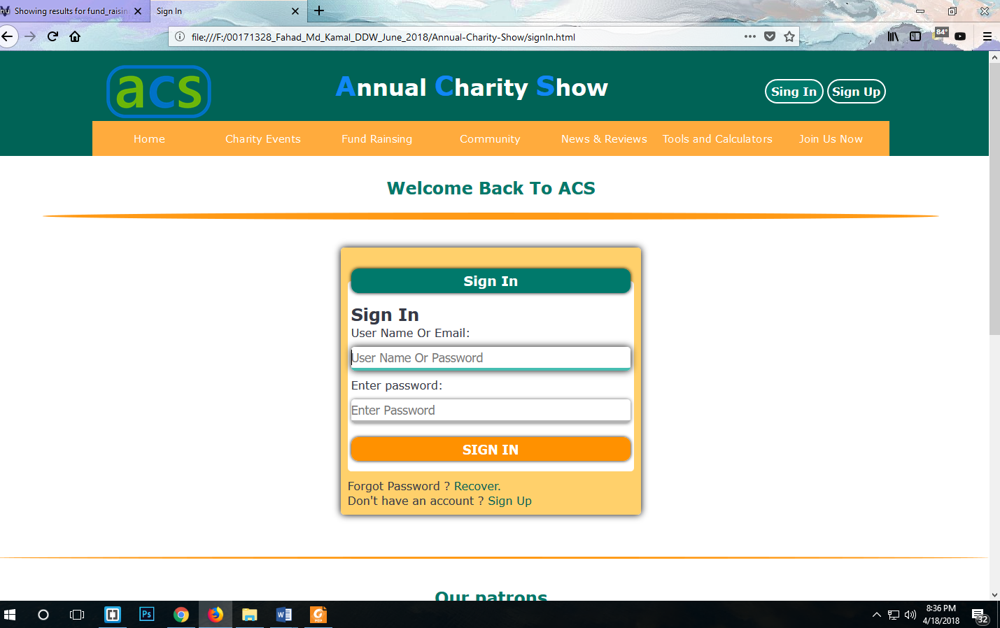 Showing results for fund_raisin
Sign In
file:///F:/00171328_Fahad_Md_Kamal_DDW_June_2018/Annual-Charity-Show/signIn.html
84°
acs
Annual Charity Show
Sing In
Sign Up
Home
Charity Events
Fund Rainsing
Community
News & Reviews
Tools and Calculators
Join Us Now
Welcome Back To ACS
Sign In
Sign In
User Name Or Email:
User Name Or Password
Enter password:
Enter Password
SIGN IN
Forgot Password ? Recover.
Don't have an account ? Sign Up
Our patrons
Ps
PDF
8:36 PM
4/18/2018
32